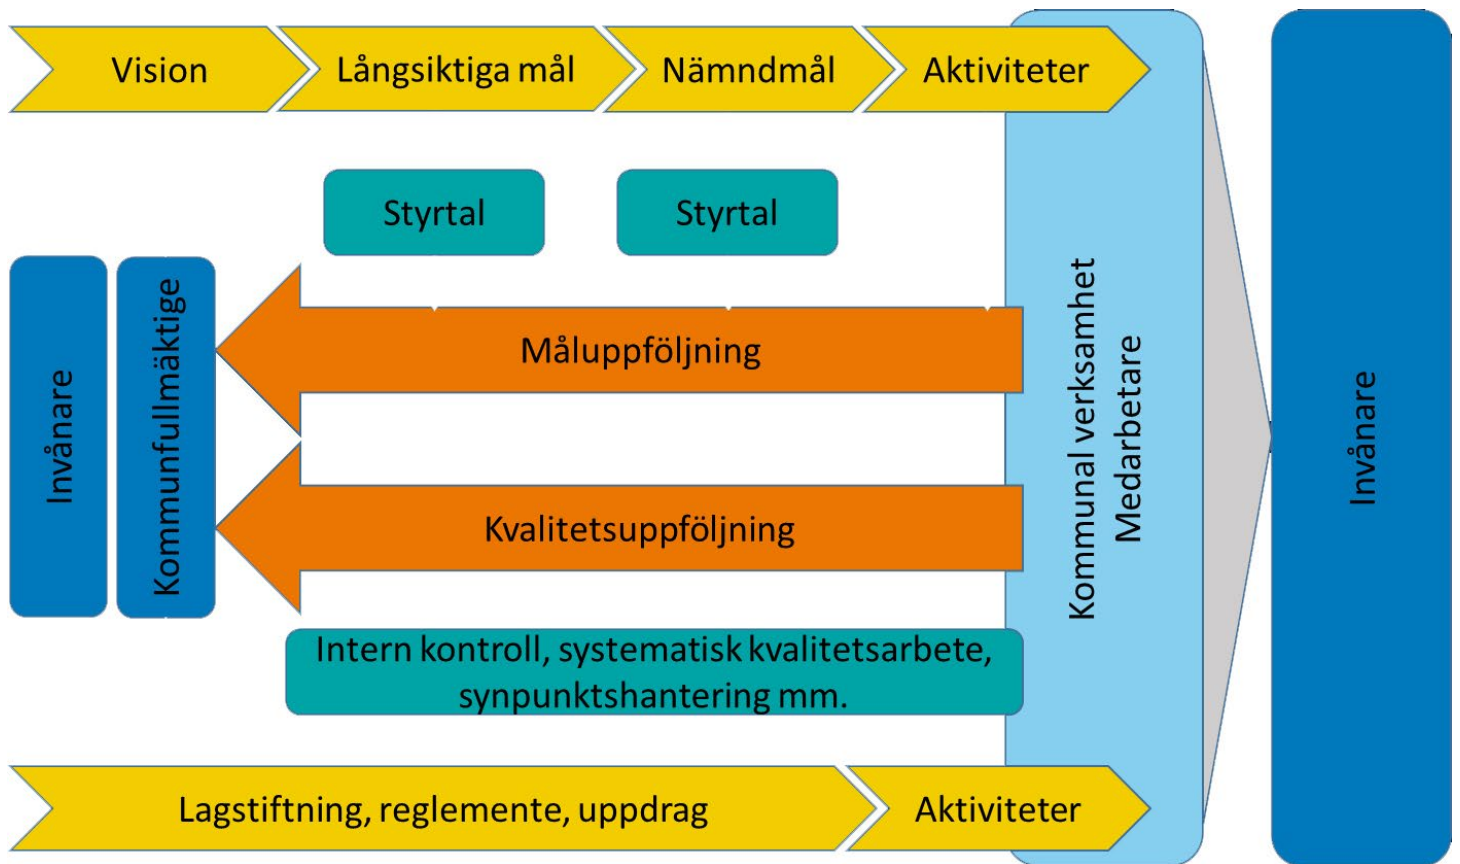 Vision
Långsiktiga mål
Nämndmål
Aktiviteter
Styrtal
Styrtal
Invånare
Kommunfullmäktige
Måluppföljning
Kvalitetsuppföljning
Kommunal verksamhet
Medarbetare
Invånare
Intern kontroll, systematisk kvalitetsarbete,
synpunktshantering mm.
Lagstiftning, reglemente, uppdrag
Aktiviteter